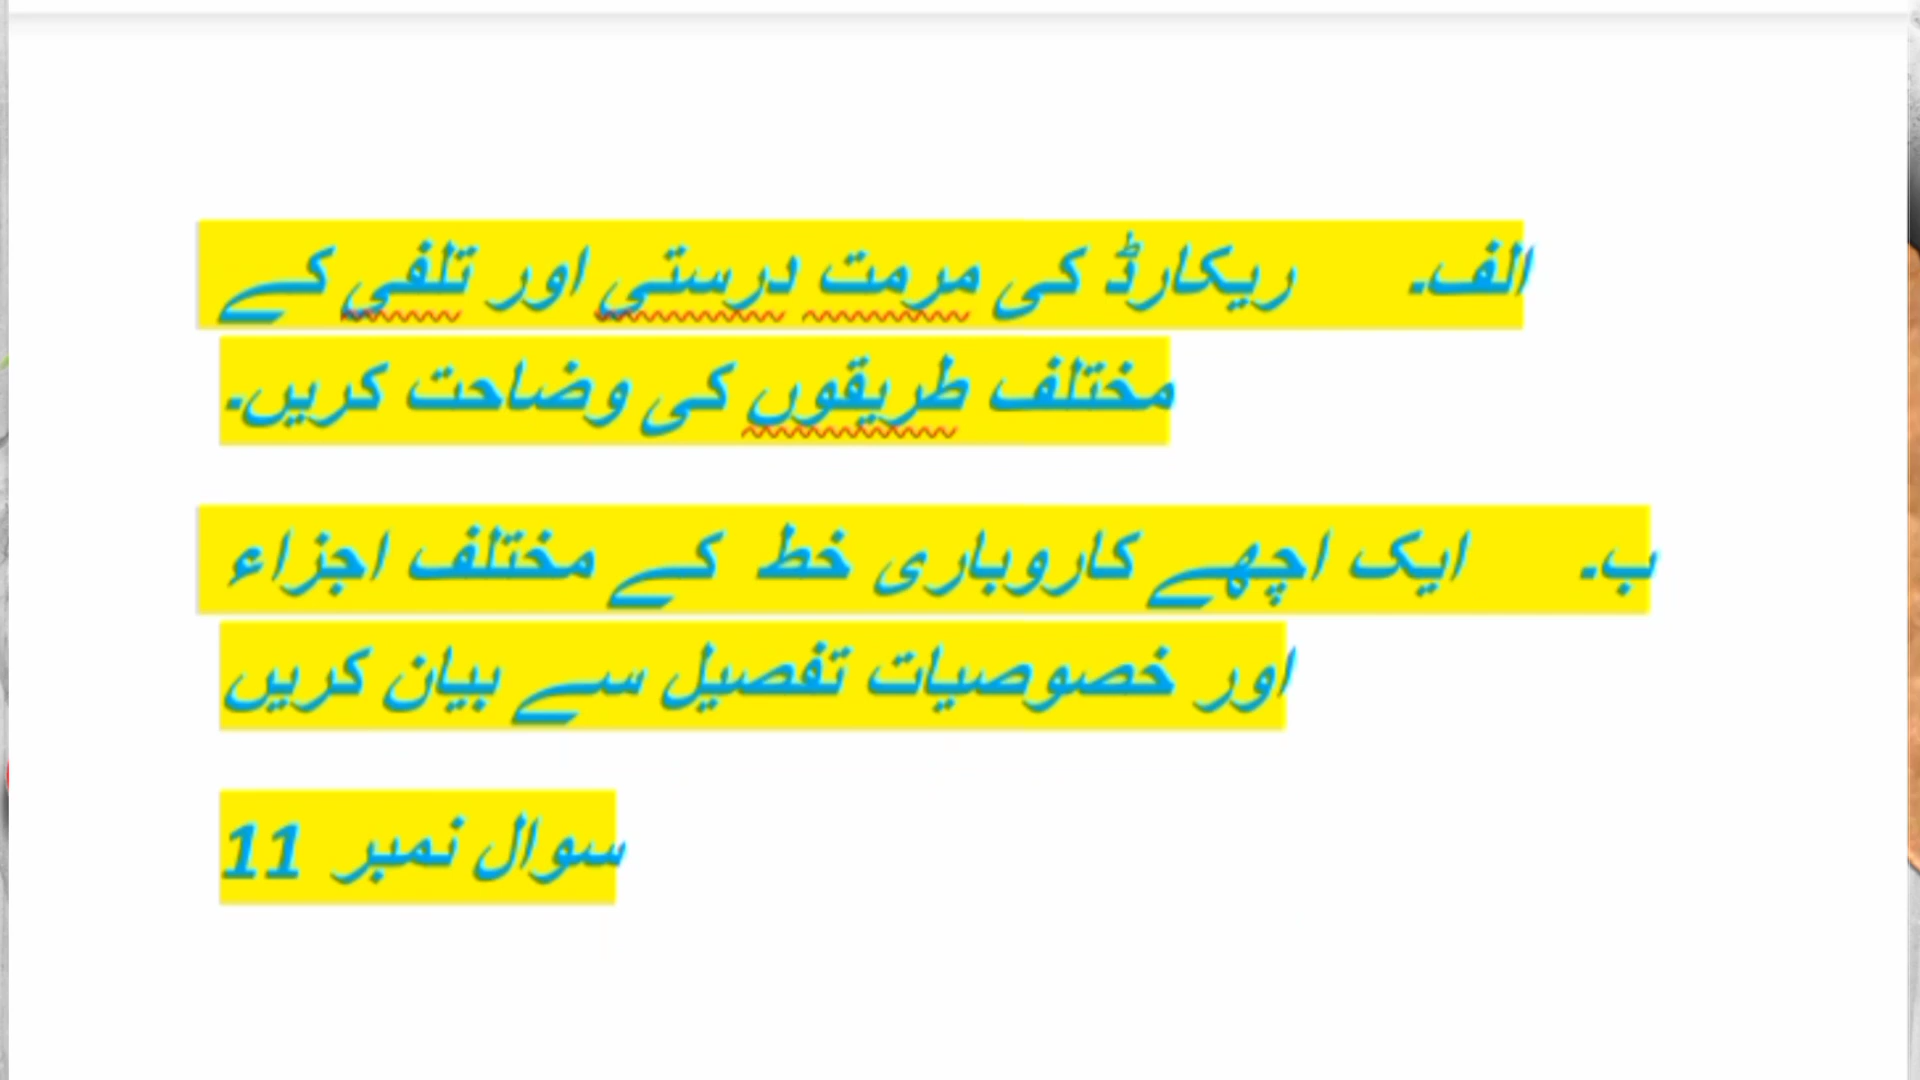 الف۔ ریکارڈ کی مرمت درستی اور تلفی کے
مختلف طریقوں کی وضاحت کریں۔
ب۔ ایک اچھے کاروباری خط کے مختلف اجزاء
اور خصوصیات تفصیل سے بیان کریں
سوال نمبر 11